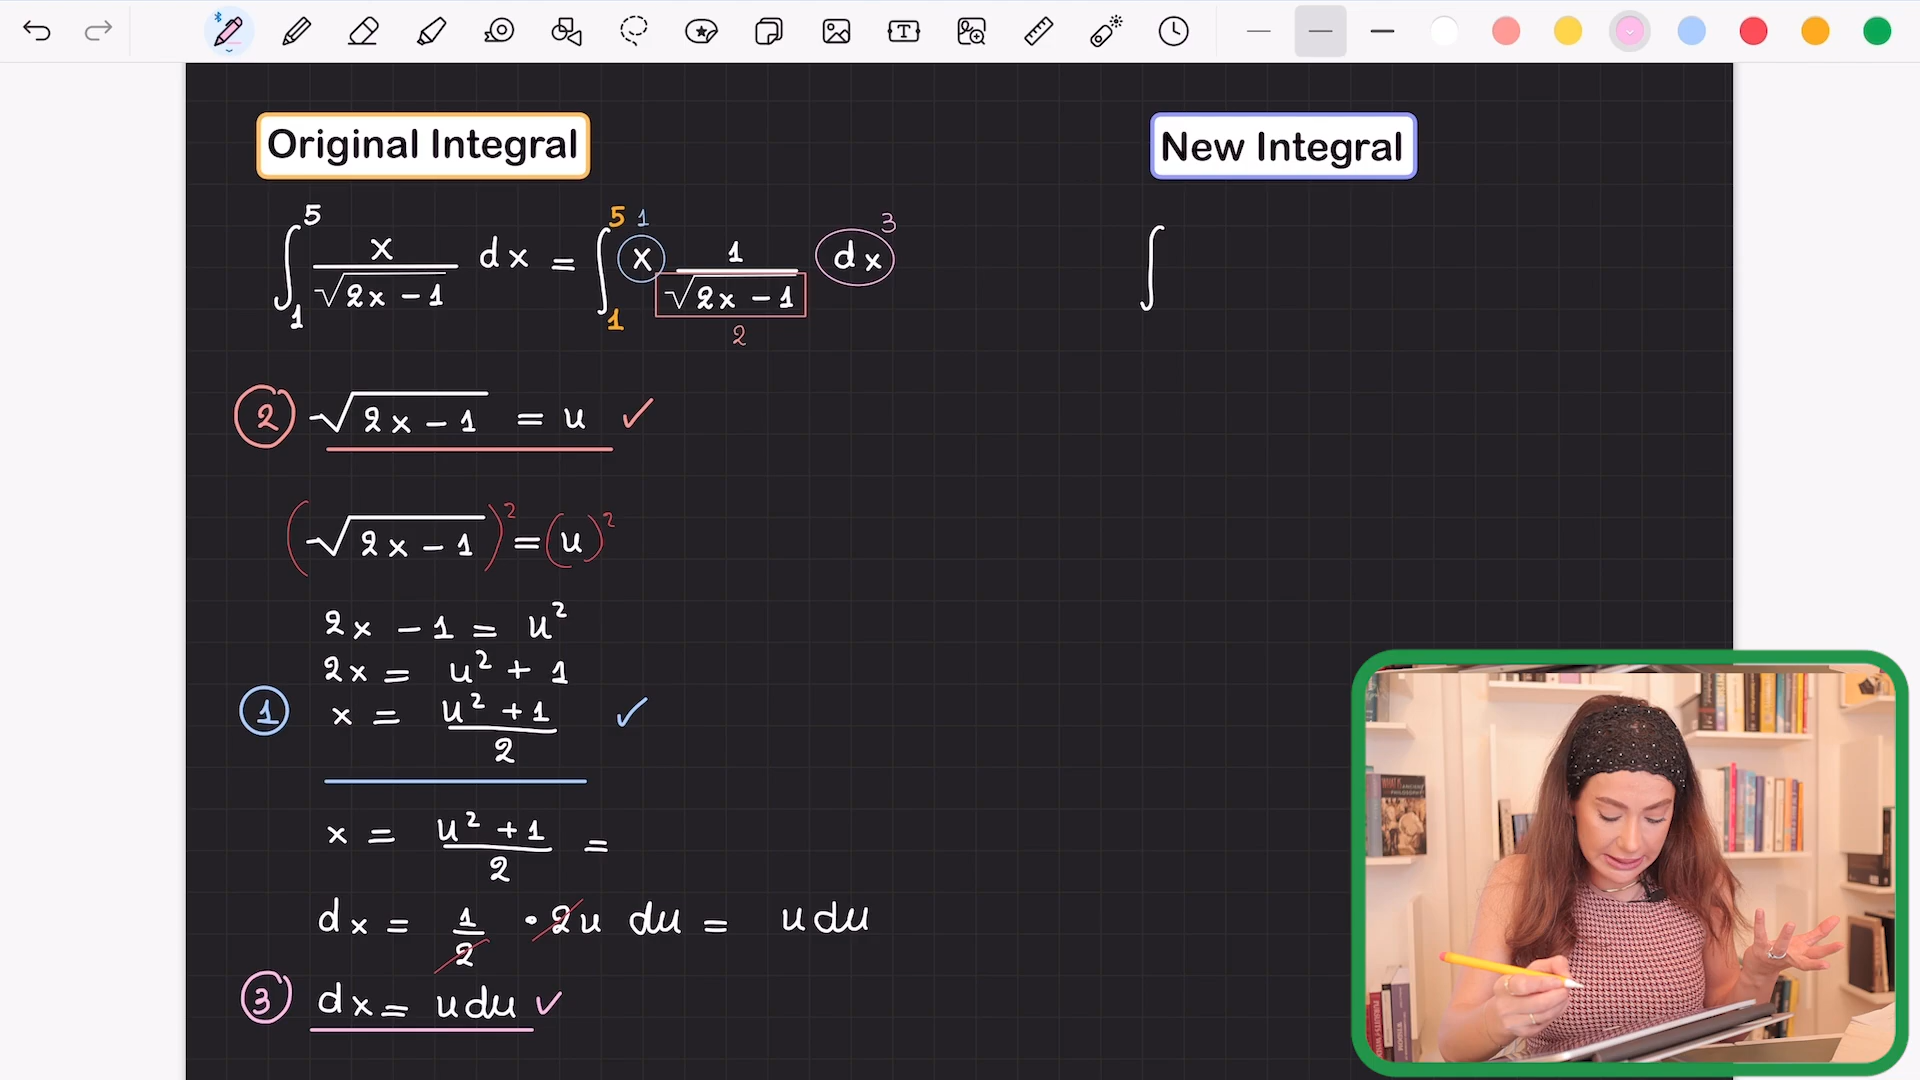 Original Integral
New Integral
∫₁⁵ x/√(2x − 1) dx = ∫₁⁵ x 1/√(2x − 1) dx
1
2
3
∫
② √(2x − 1) = u ✓
(√(2x − 1))² = (u)²
2x − 1 = u²
2x = u² + 1
① x = (u² + 1)/2 ✓
x = (u² + 1)/2 =
dx = 1/2 · 2u du = u du
③ dx = u du ✓